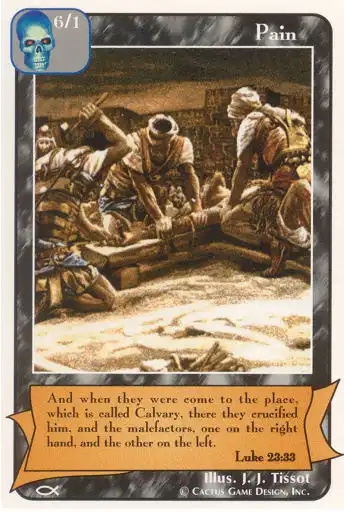 6/1
Pain
And when they were come to the place,
which is called Calvary, there they crucified
him, and the malefactors, one on the right
hand, and the other on the left.
Luke 23:33
Illus. J. J. Tissot
© Cactus Game Design, Inc.